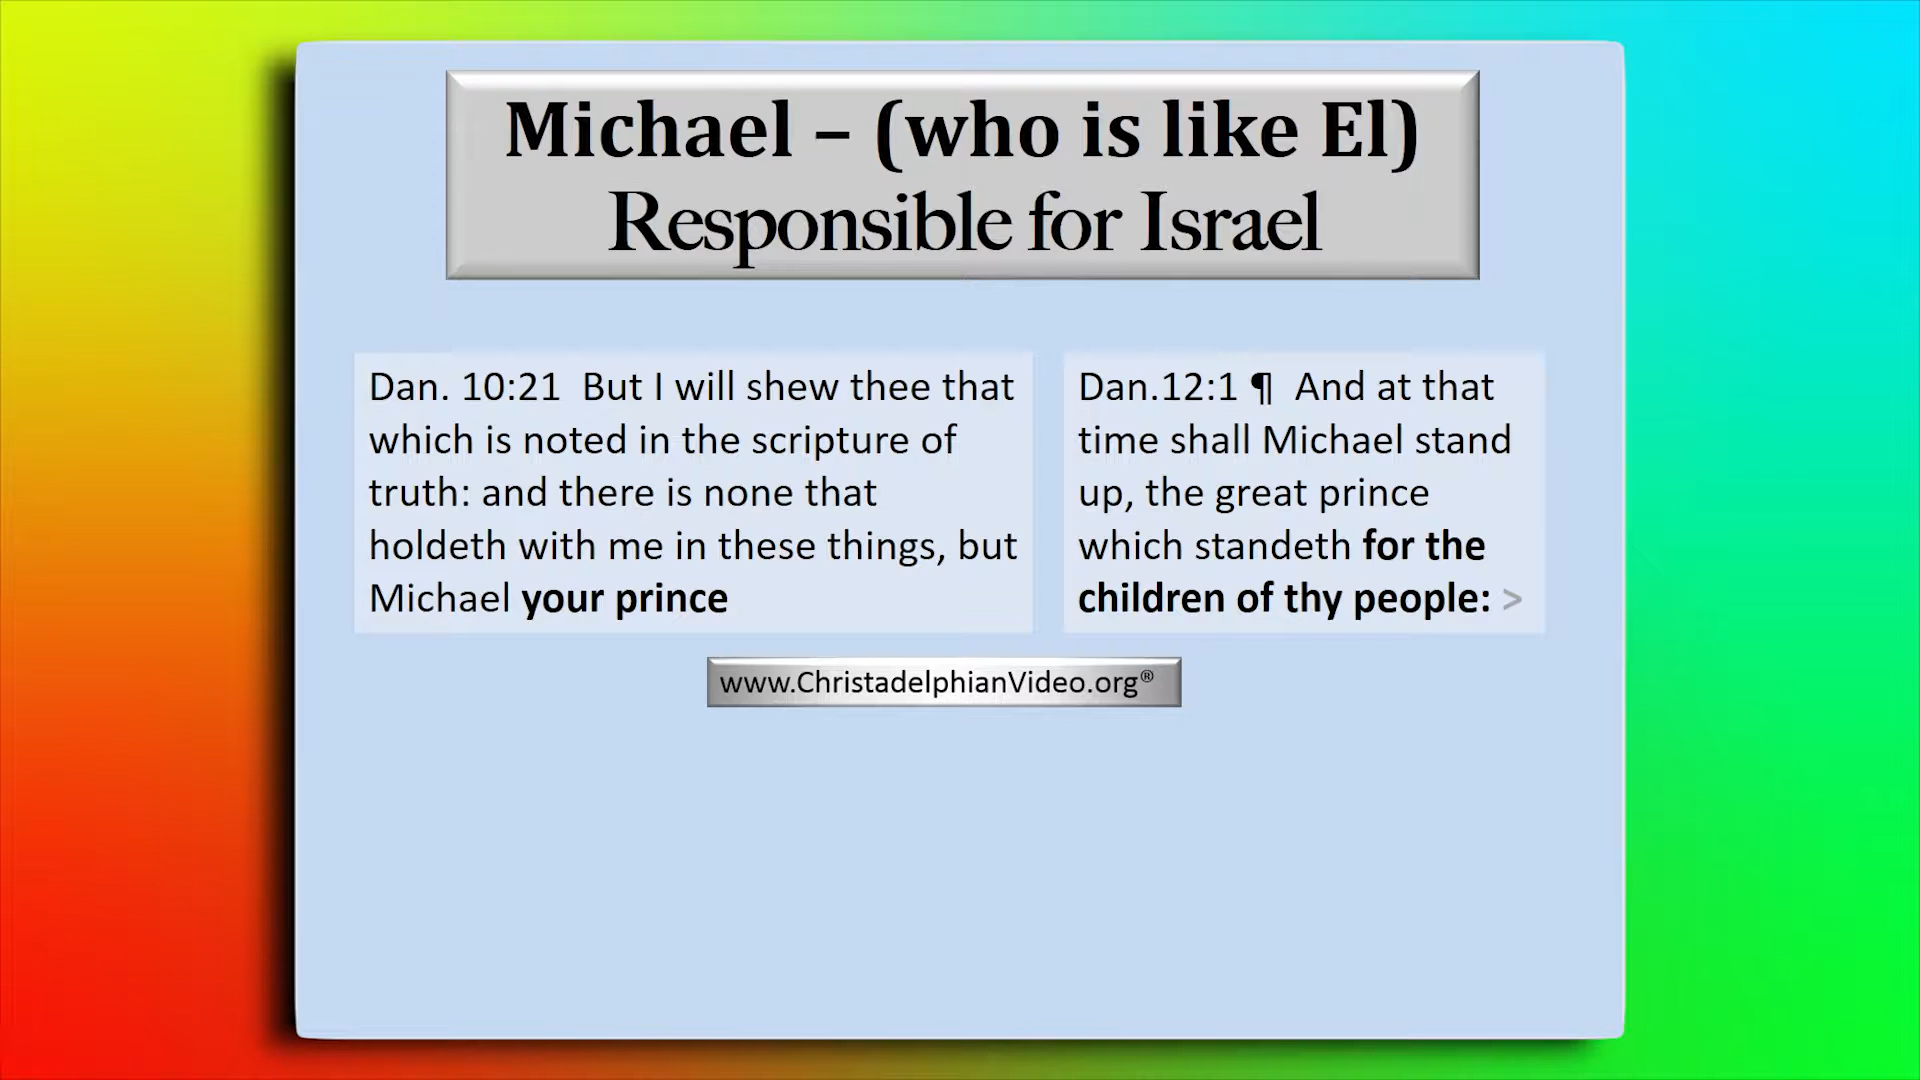 Michael – (who is like El)
Responsible for Israel
Dan. 10:21  But I will shew thee that
which is noted in the scripture of
truth: and there is none that
holdeth with me in these things, but
Michael your prince
Dan.12:1 ¶  And at that
time shall Michael stand
up, the great prince
which standeth for the
children of thy people: >
www.ChristadelphianVideo.org®